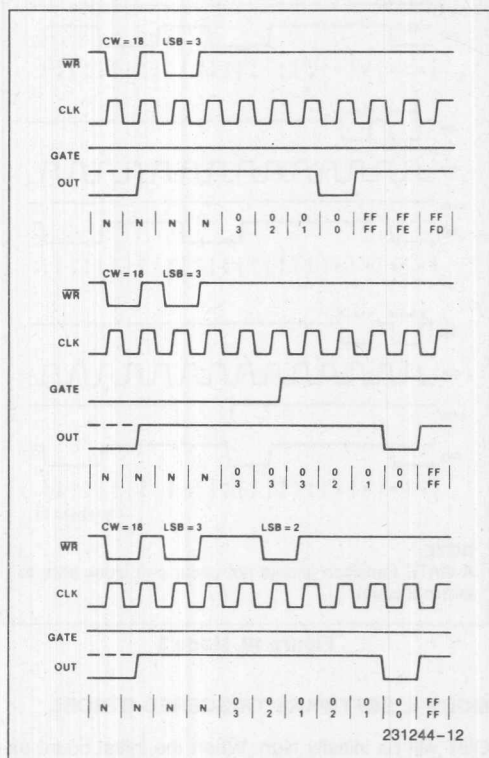 CW = 18 LSB = 3
WR
CLK
GATE
OUT
0 0 0 0 FF FF FF
N N N N
3 2 1 0 FF FE FD
CW = 18 LSB = 3
WR
CLK
GATE
OUT
0 0 0 0 0 0 FF
N N N N
3 3 3 2 1 0 FF
CW = 18 LSB = 3 LSB = 2
WR
CLK
GATE
OUT
0 0 0 0 0 0 FF
N N N N
3 2 1 2 1 0 FF
231244-12